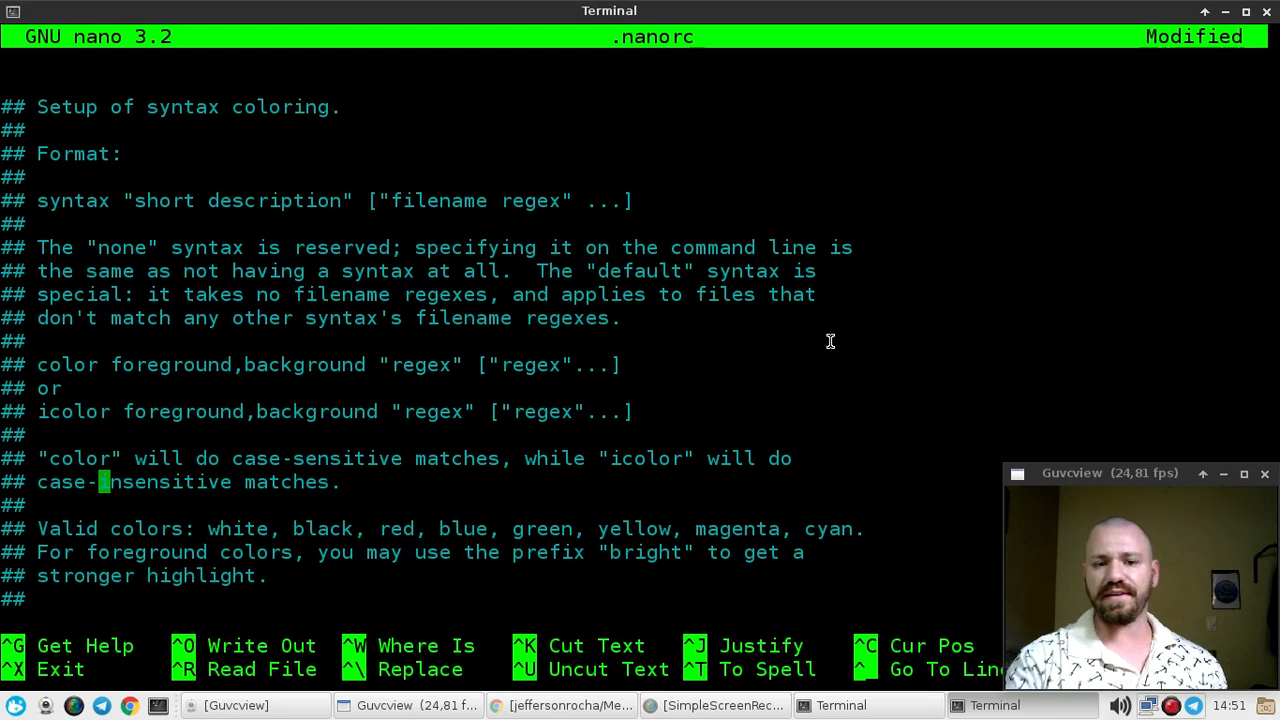 Terminal
GNU nano 3.2 .nanorc Modified
## Setup of syntax coloring.
##
## Format:
##
## syntax "short description" ["filename regex" ...]
##
## The "none" syntax is reserved; specifying it on the command line is
## the same as not having a syntax at all.  The "default" syntax is
## special: it takes no filename regexes, and applies to files that
## don't match any other syntax's filename regexes.
##
## color foreground,background "regex" ["regex"...]
## or
## icolor foreground,background "regex" ["regex"...]
##
## "color" will do case-sensitive matches, while "icolor" will do
## case-insensitive matches.
##
## Valid colors: white, black, red, blue, green, yellow, magenta, cyan.
## For foreground colors, you may use the prefix "bright" to get a
## stronger highlight.
##
Guvcview (24,81 fps)
^G Get Help ^O Write Out ^W Where Is ^K Cut Text ^J Justify ^C Cur Pos
^X Exit ^R Read File ^\ Replace ^U Uncut Text ^T To Spell ^_ Go To Line
[Guvcview] Guvcview (24,81 f... [jeffersonrocha/Me... [SimpleScreenRec... Terminal Terminal 14:51